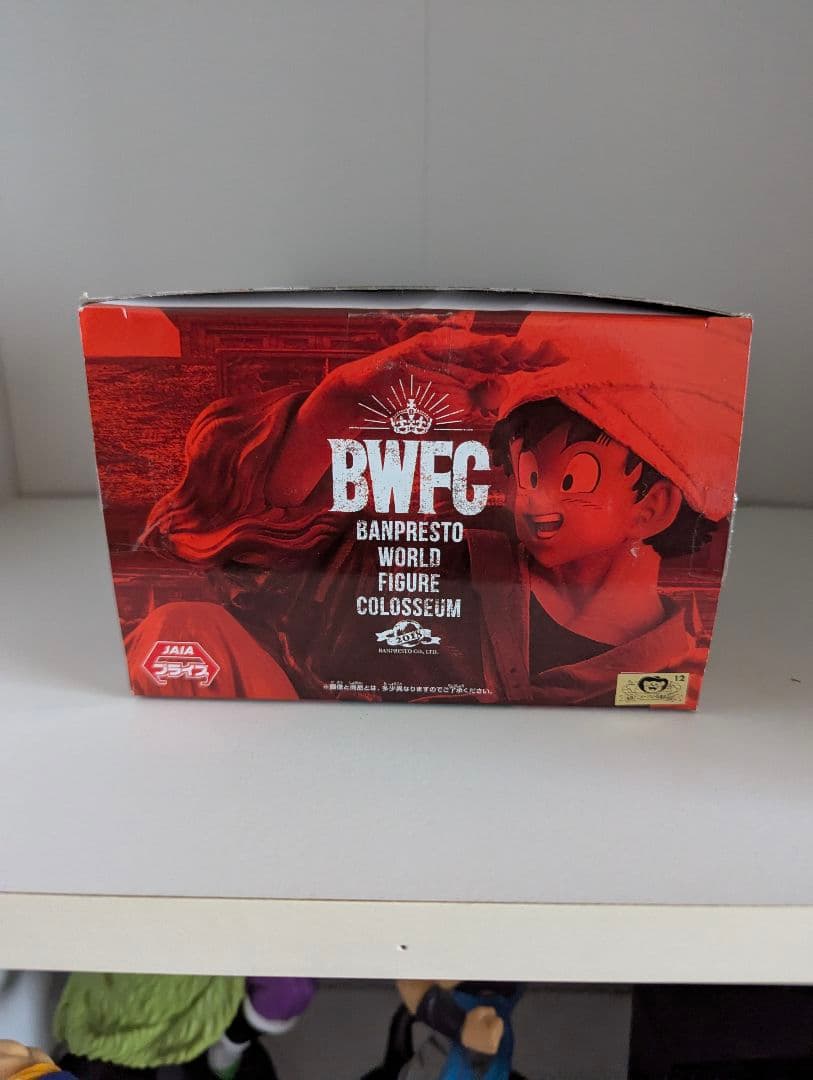 BWFC
BANPRESTO
WORLD
FIGURE
COLOSSEUM
2018
BANPRESTO CO., LTD.
JAIA
プライズ
※画像と商品とは、多少異なりますのでご了承ください。
12